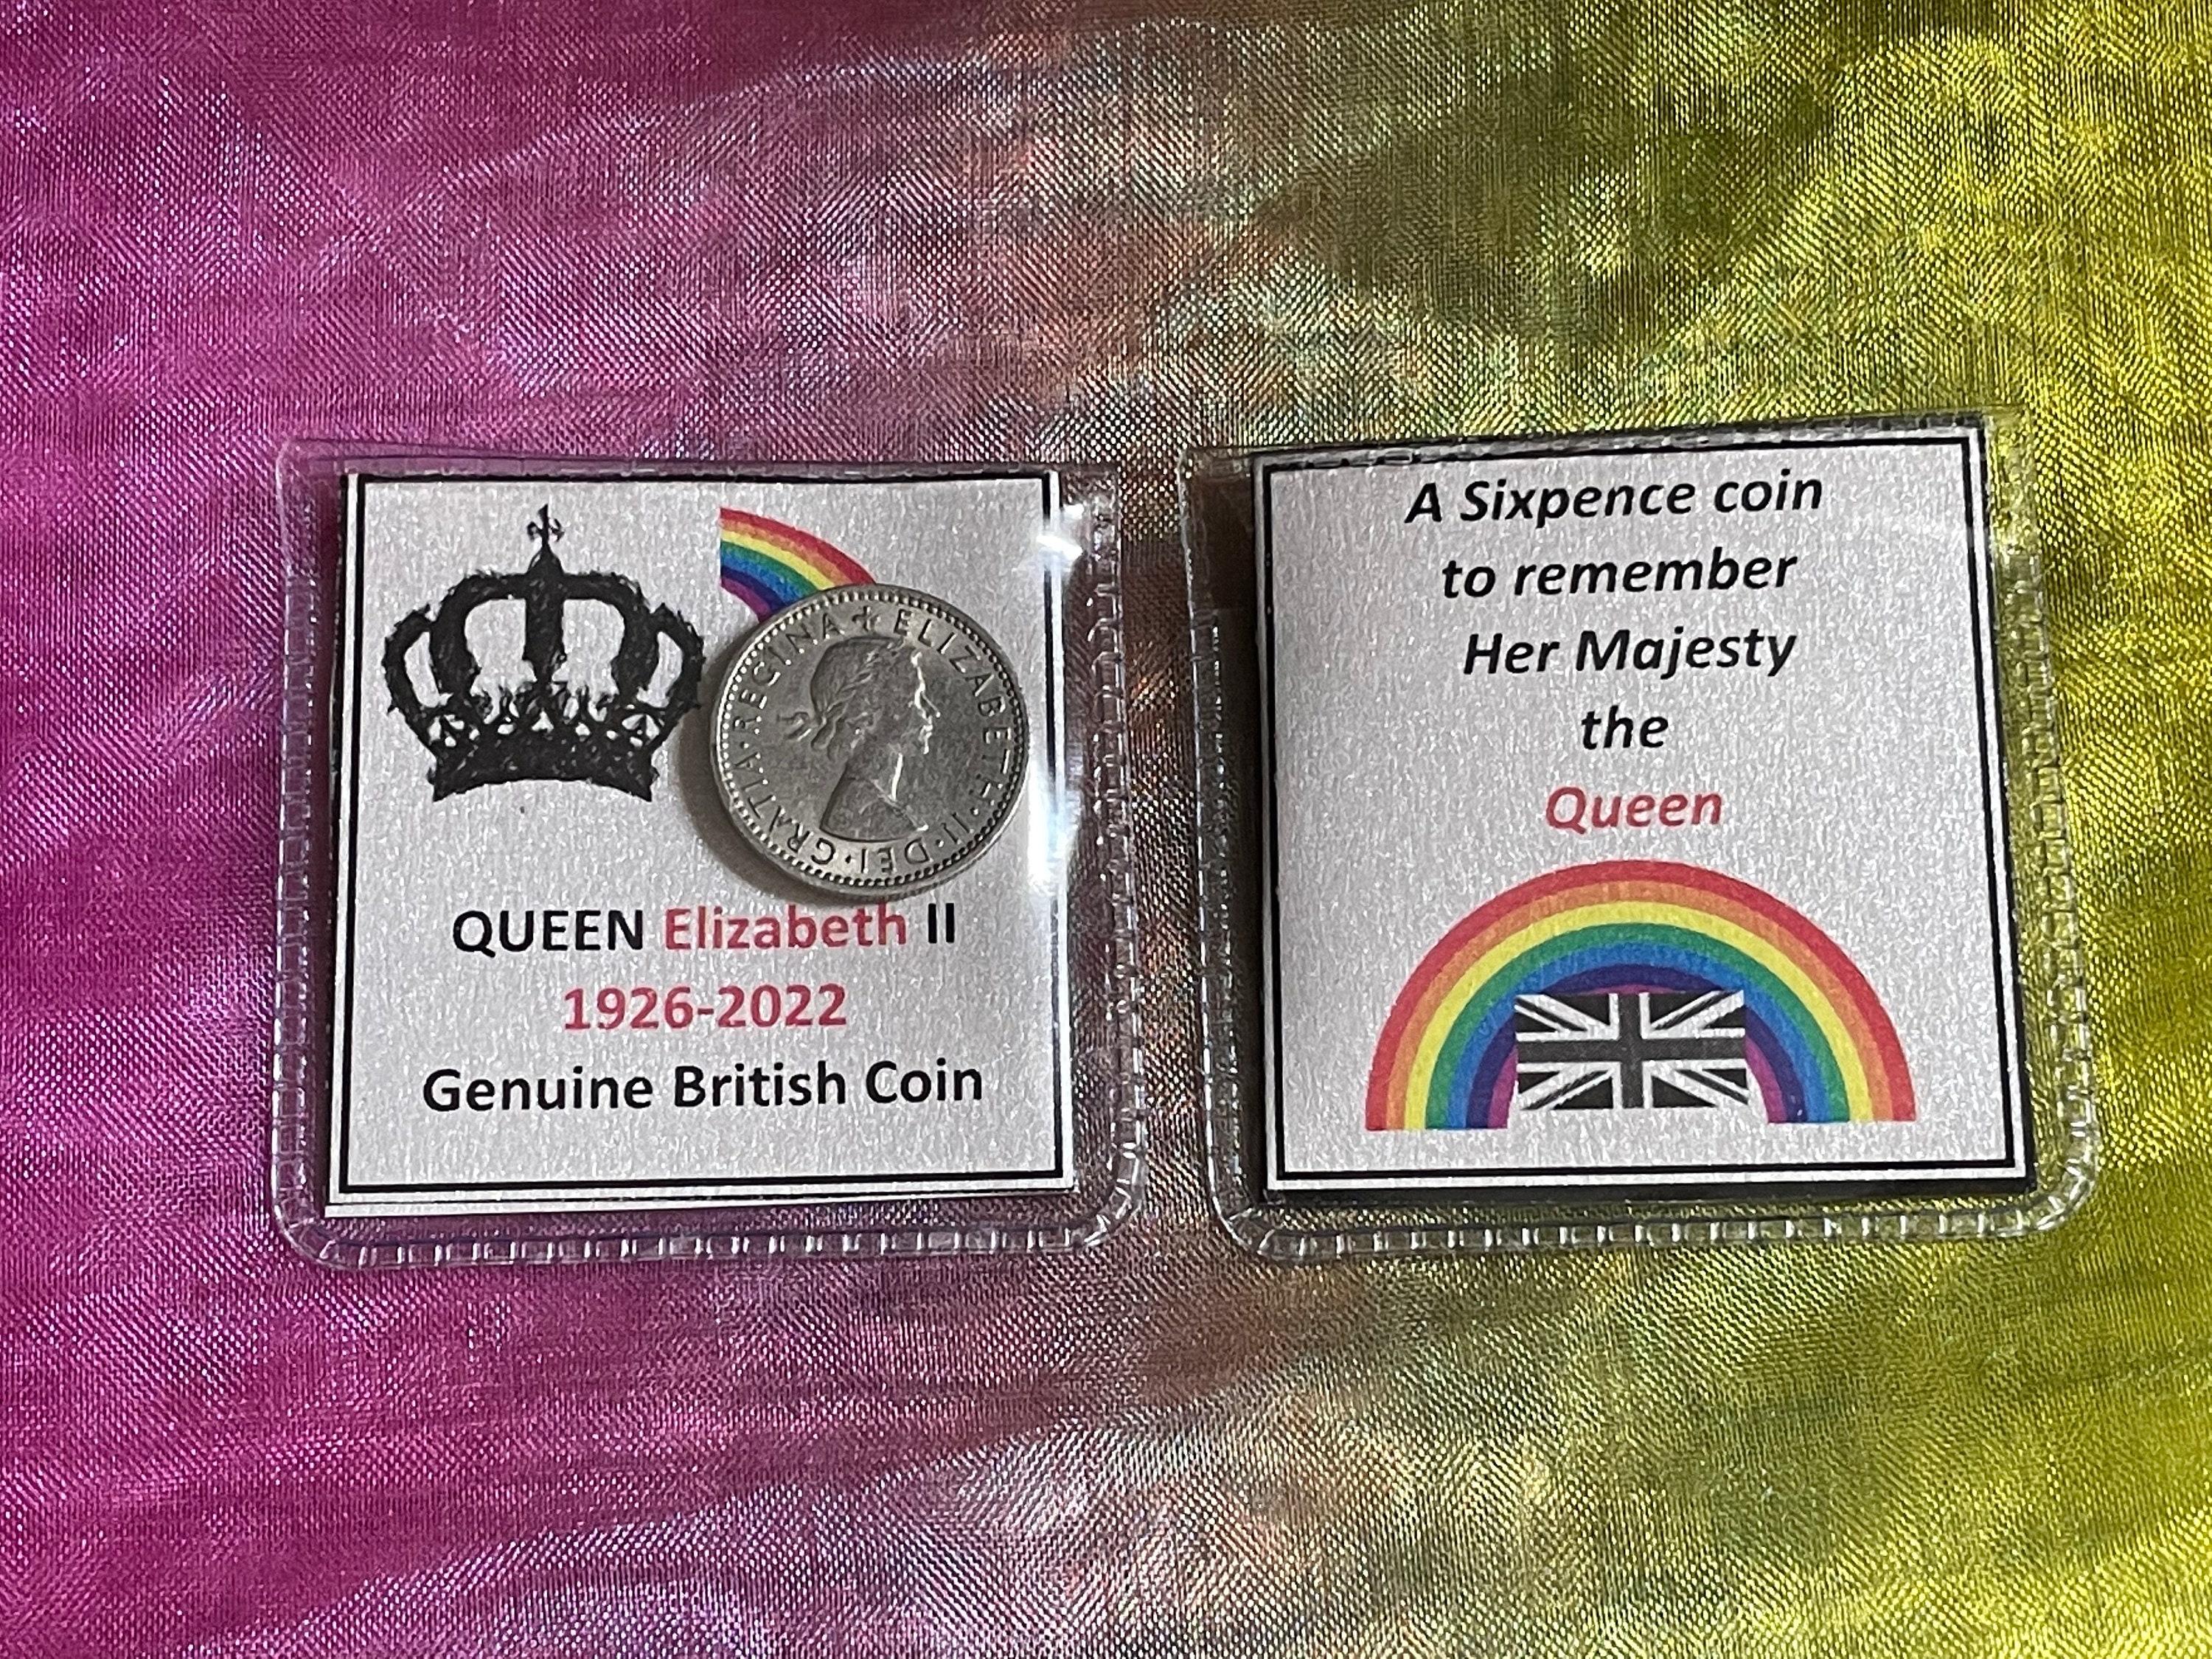 + ELIZABETH · II · DEI · GRATIA · REGINA
QUEEN Elizabeth II
1926-2022
Genuine British Coin
A Sixpence coin
to remember
Her Majesty
the
Queen